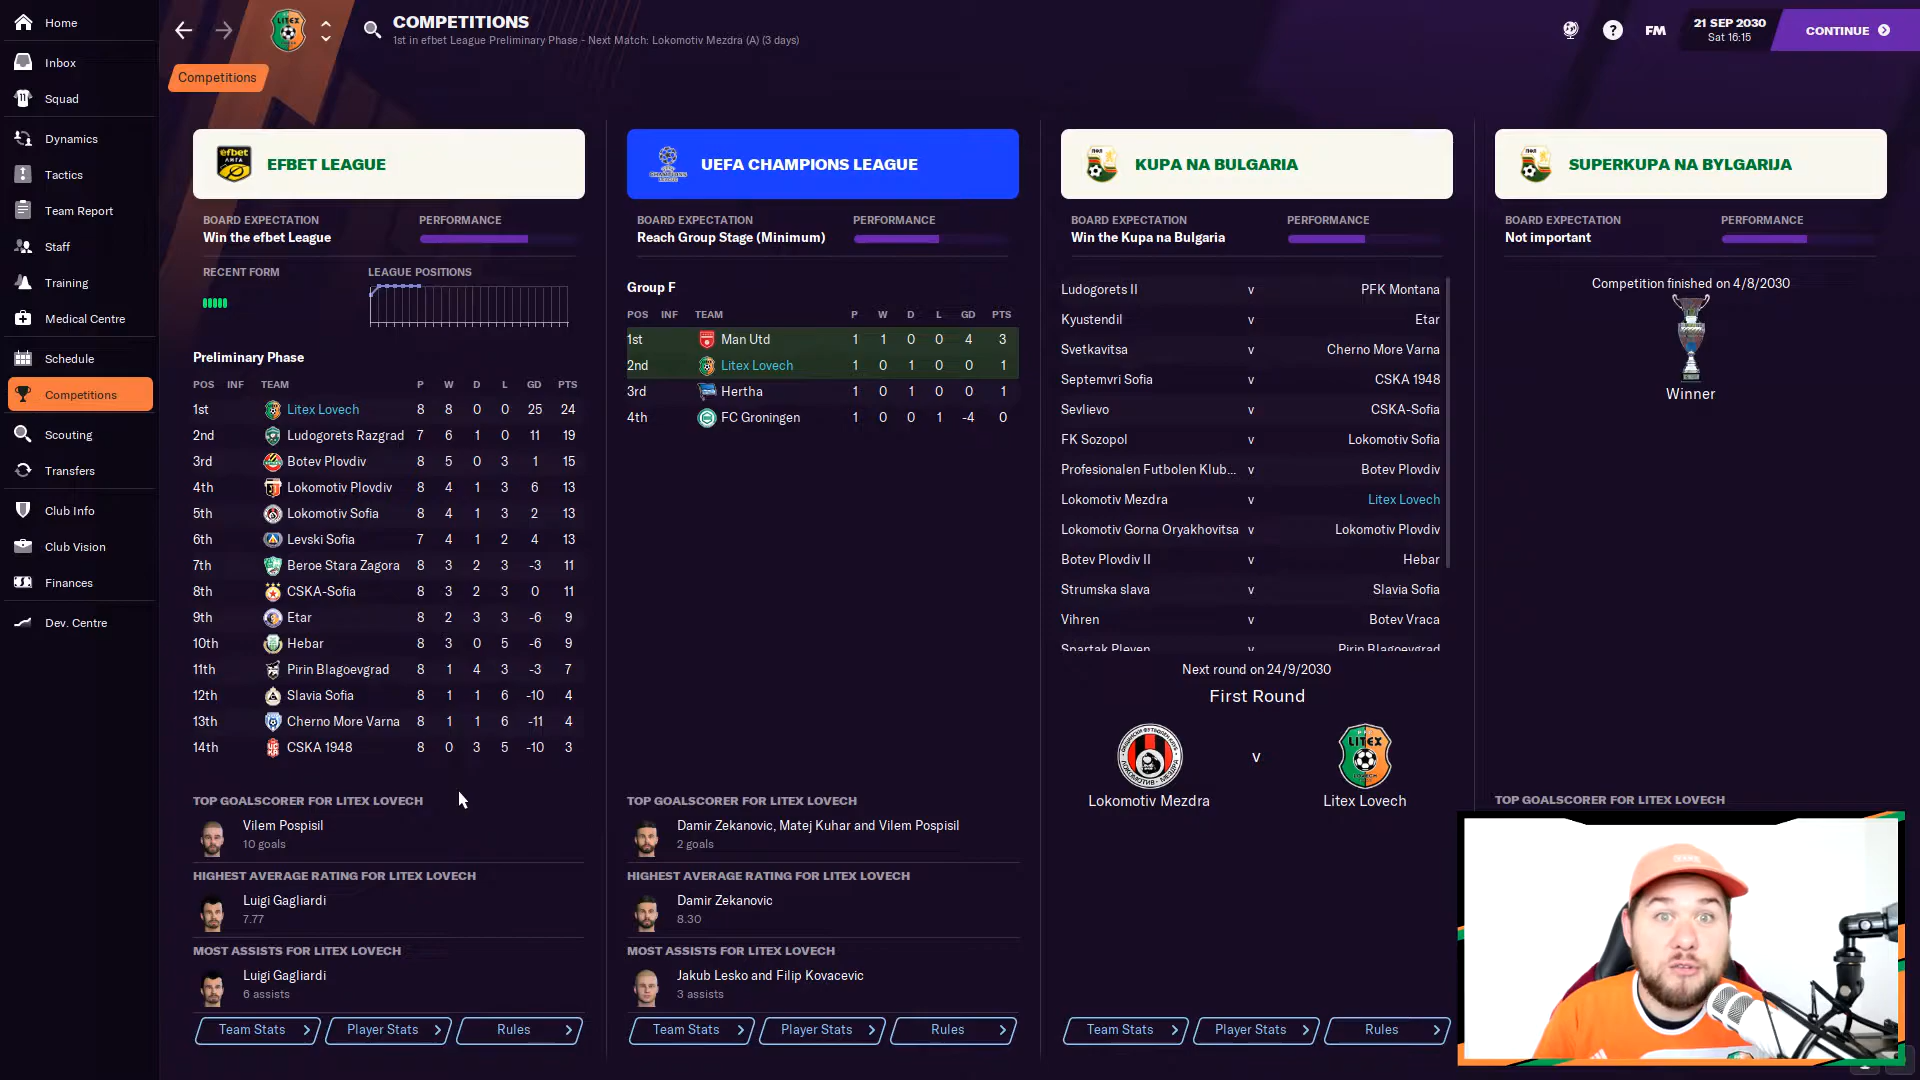 Home
Inbox
Squad
Dynamics
Tactics
Team Report
Staff
Training
Medical Centre
Schedule
Competitions
Scouting
Transfers
Club Info
Club Vision
Finances
Dev. Centre
COMPETITIONS
1st in efbet League Preliminary Phase - Next Match: Lokomotiv Mezdra (A) (3 days)
FM
21 SEP 2030
Sat 16:15
CONTINUE
Competitions
EFBET LEAGUE
BOARD EXPECTATION PERFORMANCE
Win the efbet League
RECENT FORM LEAGUE POSITIONS
Preliminary Phase
POS INF TEAM P W D L GD PTS
1st Litex Lovech 8 8 0 0 25 24
2nd Ludogorets Razgrad 7 6 1 0 11 19
3rd Botev Plovdiv 8 5 0 3 1 15
4th Lokomotiv Plovdiv 8 4 1 3 6 13
5th Lokomotiv Sofia 8 4 1 3 2 13
6th Levski Sofia 7 4 1 2 4 13
7th Beroe Stara Zagora 8 3 2 3 -3 11
8th CSKA-Sofia 8 3 2 3 0 11
9th Etar 8 2 3 3 -6 9
10th Hebar 8 3 0 5 -6 9
11th Pirin Blagoevgrad 8 1 4 3 -3 7
12th Slavia Sofia 8 1 1 6 -10 4
13th Cherno More Varna 8 1 1 6 -11 4
14th CSKA 1948 8 0 3 5 -10 3
TOP GOALSCORER FOR LITEX LOVECH
Vilem Pospisil
10 goals
HIGHEST AVERAGE RATING FOR LITEX LOVECH
Luigi Gagliardi
7.77
MOST ASSISTS FOR LITEX LOVECH
Luigi Gagliardi
6 assists
Team Stats Player Stats Rules
UEFA CHAMPIONS LEAGUE
BOARD EXPECTATION PERFORMANCE
Reach Group Stage (Minimum)
Group F
POS INF TEAM P W D L GD PTS
1st Man Utd 1 1 0 0 4 3
2nd Litex Lovech 1 0 1 0 0 1
3rd Hertha 1 0 1 0 0 1
4th FC Groningen 1 0 0 1 -4 0
TOP GOALSCORER FOR LITEX LOVECH
Damir Zekanovic, Matej Kuhar and Vilem Pospisil
2 goals
HIGHEST AVERAGE RATING FOR LITEX LOVECH
Damir Zekanovic
8.30
MOST ASSISTS FOR LITEX LOVECH
Jakub Lesko and Filip Kovacevic
3 assists
Team Stats Player Stats Rules
KUPA NA BULGARIA
BOARD EXPECTATION PERFORMANCE
Win the Kupa na Bulgaria
Ludogorets II v PFK Montana
Kyustendil v Etar
Svetkavitsa v Cherno More Varna
Septemvri Sofia v CSKA 1948
Sevlievo v CSKA-Sofia
FK Sozopol v Lokomotiv Sofia
Profesionalen Futbolen Klub... v Botev Plovdiv
Lokomotiv Mezdra v Litex Lovech
Lokomotiv Gorna Oryakhovitsa v Lokomotiv Plovdiv
Botev Plovdiv II v Hebar
Strumska slava v Slavia Sofia
Vihren v Botev Vraca
Spartak Pleven v Pirin Blagoevgrad
Next round on 24/9/2030
First Round
v
LITEX
Lokomotiv Mezdra Litex Lovech
Team Stats Player Stats Rules
SUPERKUPA NA BYLGARIJA
BOARD EXPECTATION PERFORMANCE
Not important
Competition finished on 4/8/2030
Winner
TOP GOALSCORER FOR LITEX LOVECH